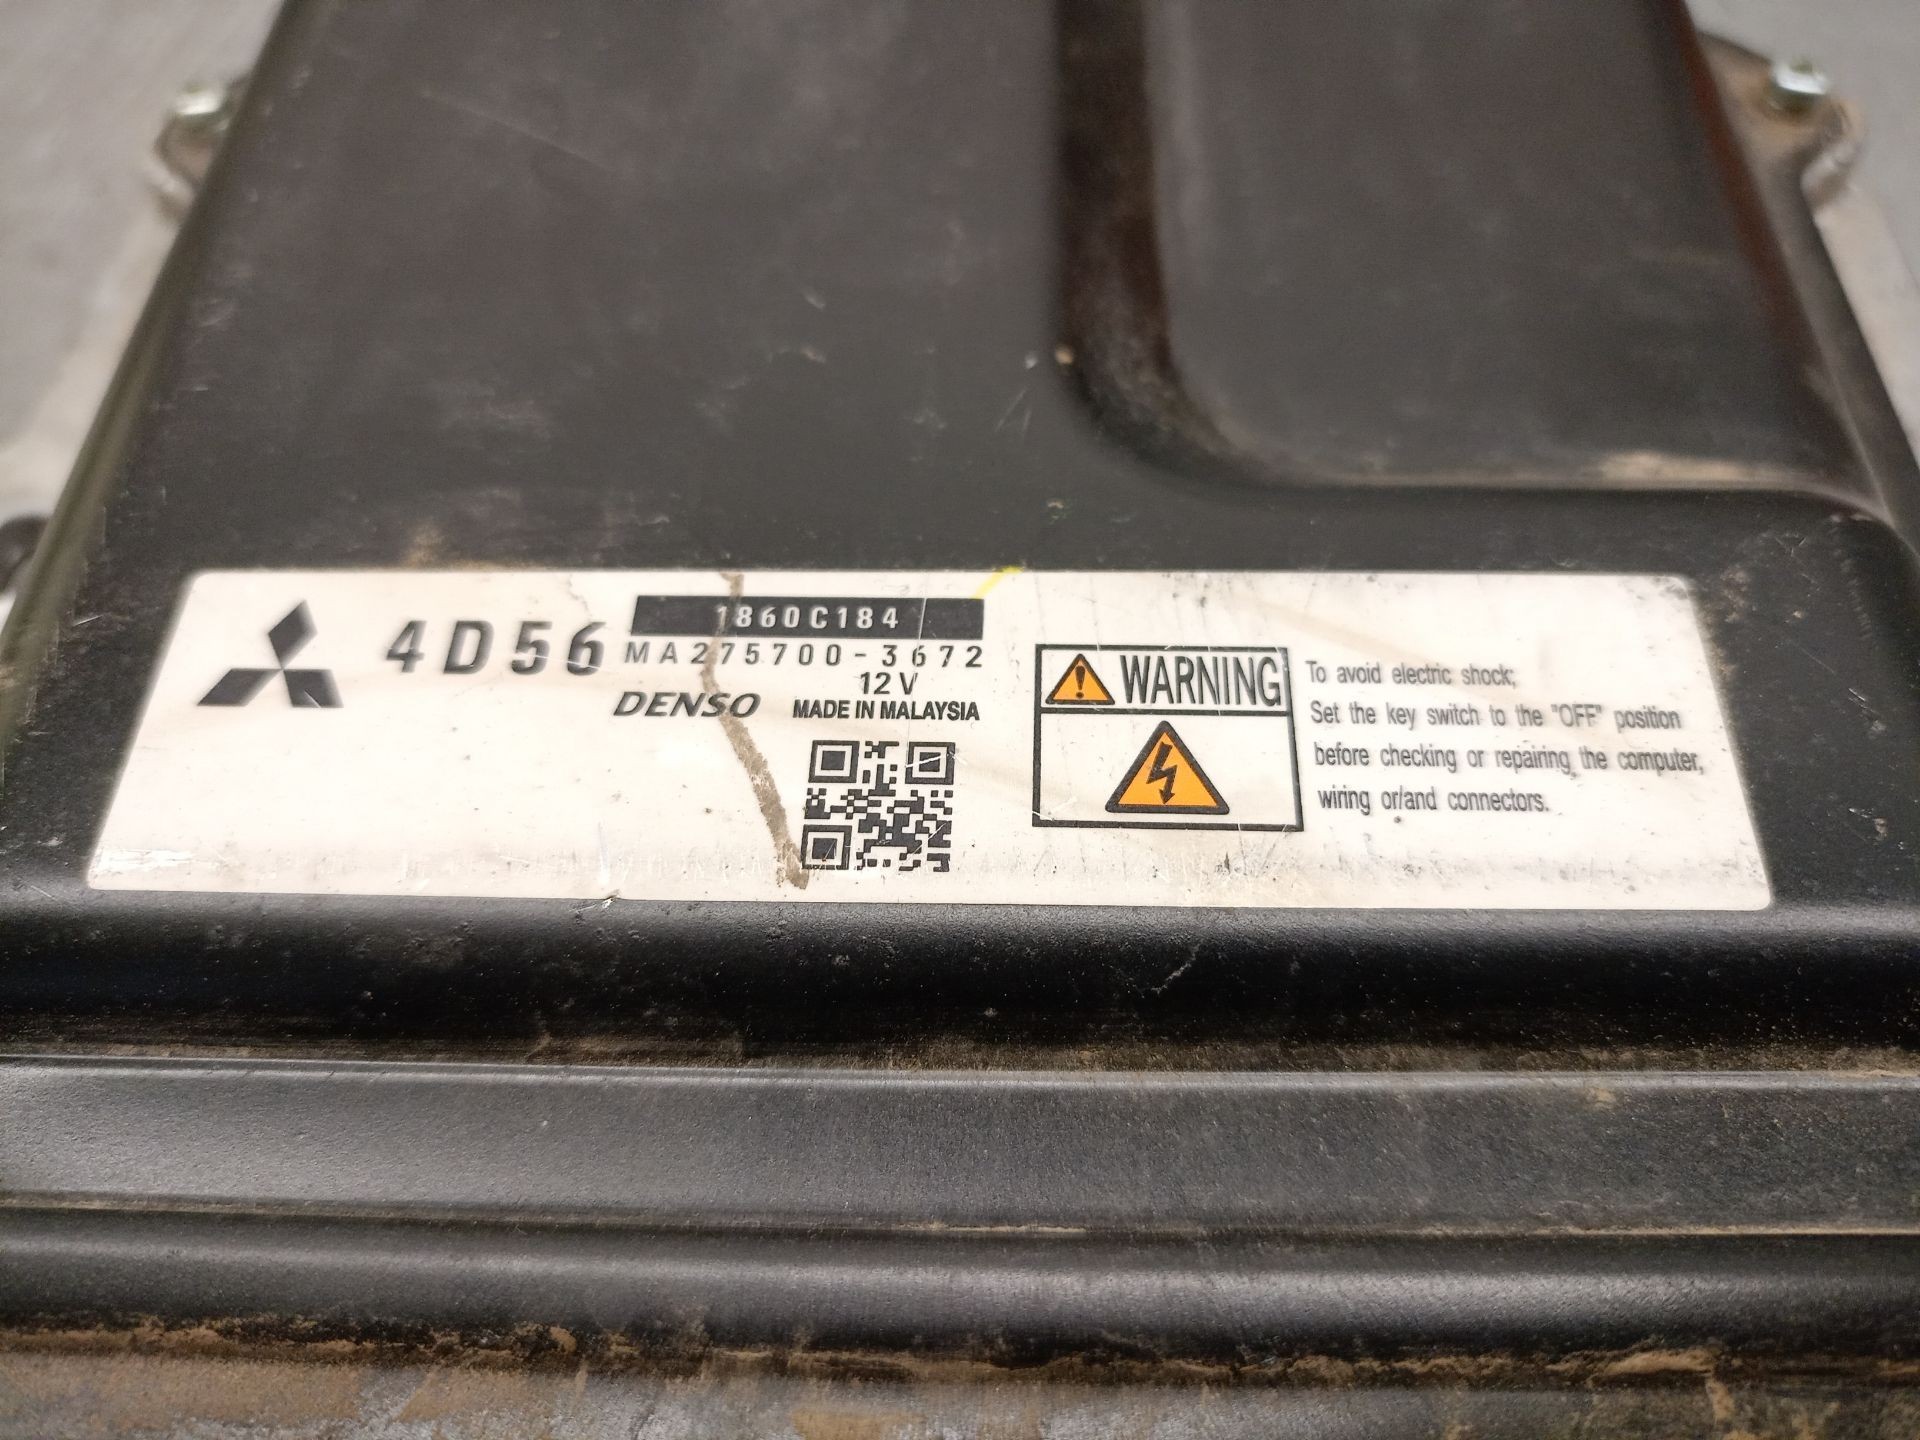 4D56
1860C184
MA275700-3672
12V
DENSO MADE IN MALAYSIA
WARNING
To avoid electric shock;
Set the key switch to the "OFF" position
before checking or repairing the computer,
wiring or/and connectors.